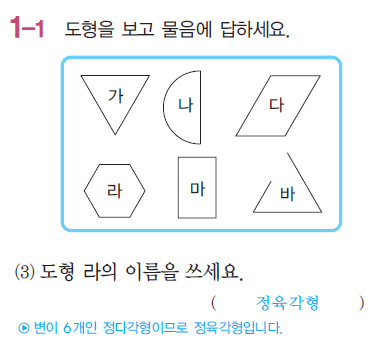 1-1 도형을 보고 물음에 답하세요.
가 나 다
라 마 바
(3) 도형 라의 이름을 쓰세요.
( 정육각형 )
▷ 변이 6개인 정다각형이므로 정육각형입니다.